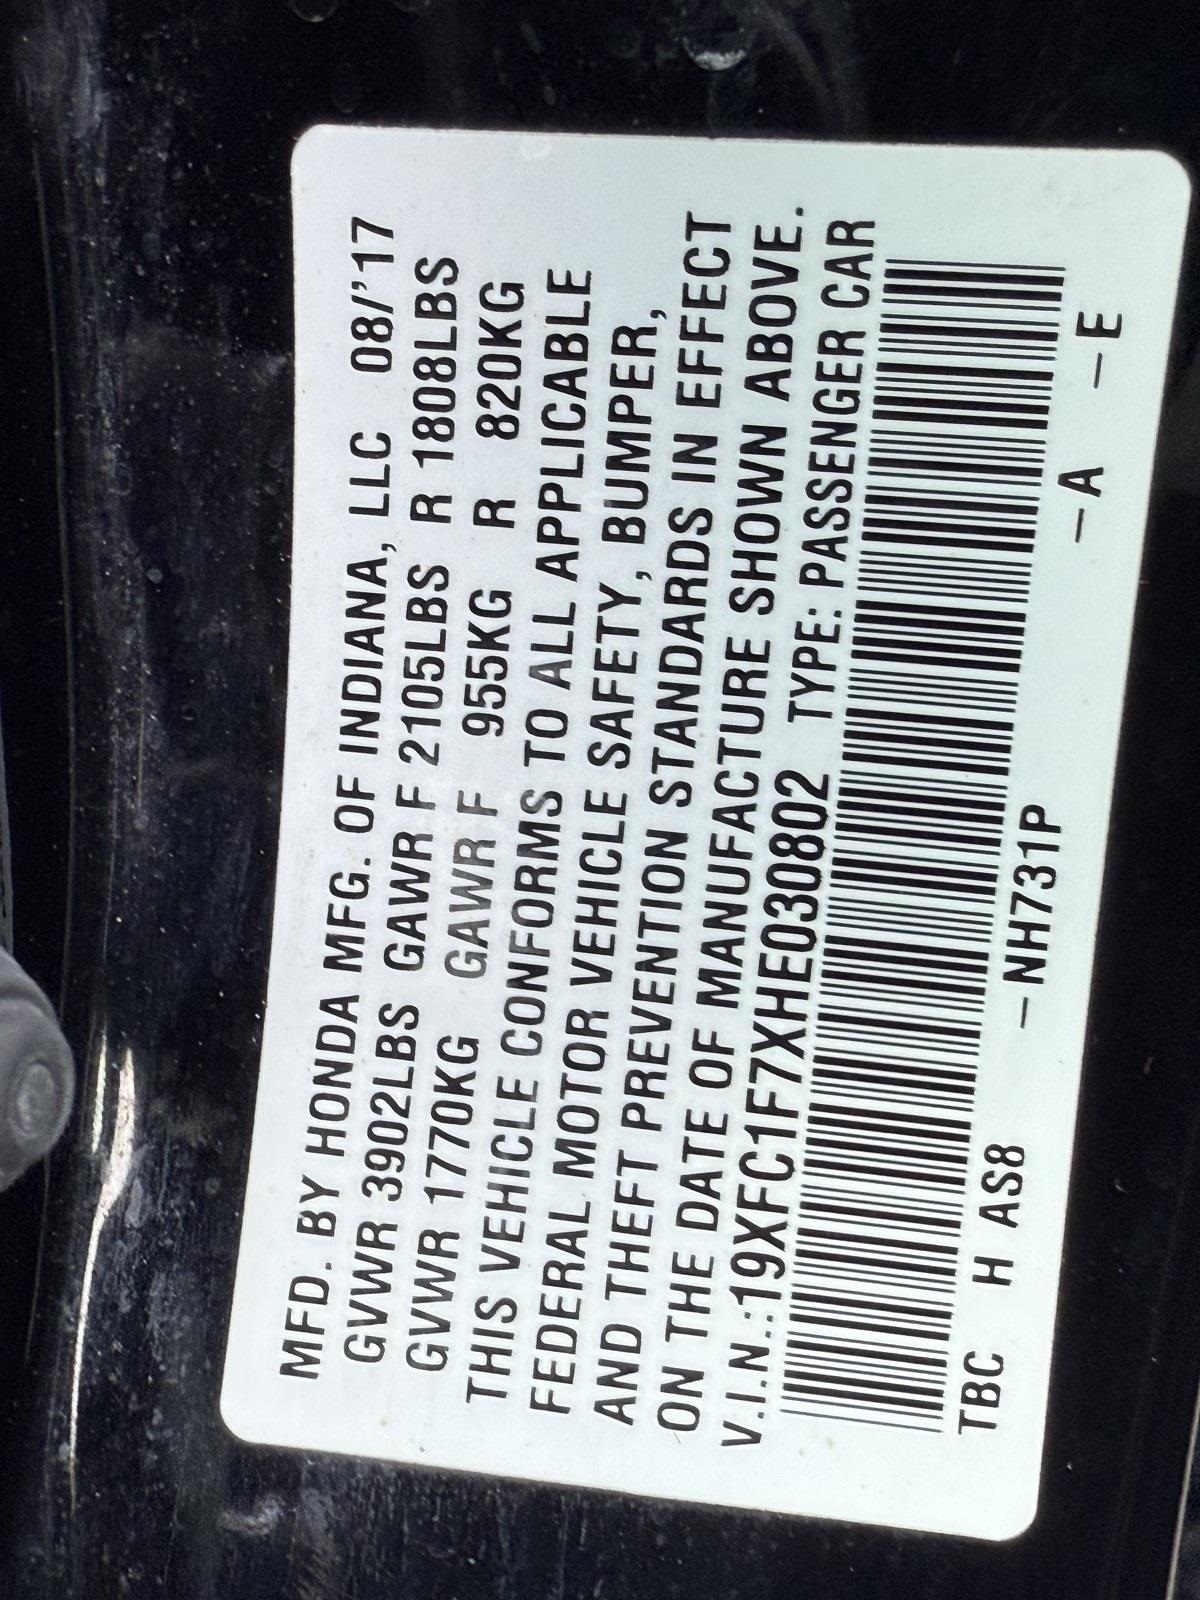 MFD. BY HONDA MFG. OF INDIANA, LLC 08/'17
GVWR 3902LBS GAWR F 2105LBS R 1808LBS
GVWR 1770KG GAWR F 955KG R 820KG
THIS VEHICLE CONFORMS TO ALL APPLICABLE
FEDERAL MOTOR VEHICLE SAFETY, BUMPER,
AND THEFT PREVENTION STANDARDS IN EFFECT
ON THE DATE OF MANUFACTURE SHOWN ABOVE.
V.I.N.:19XFC1F7XHE030802 TYPE: PASSENGER CAR
TBC H AS8 —NH731P —A —E